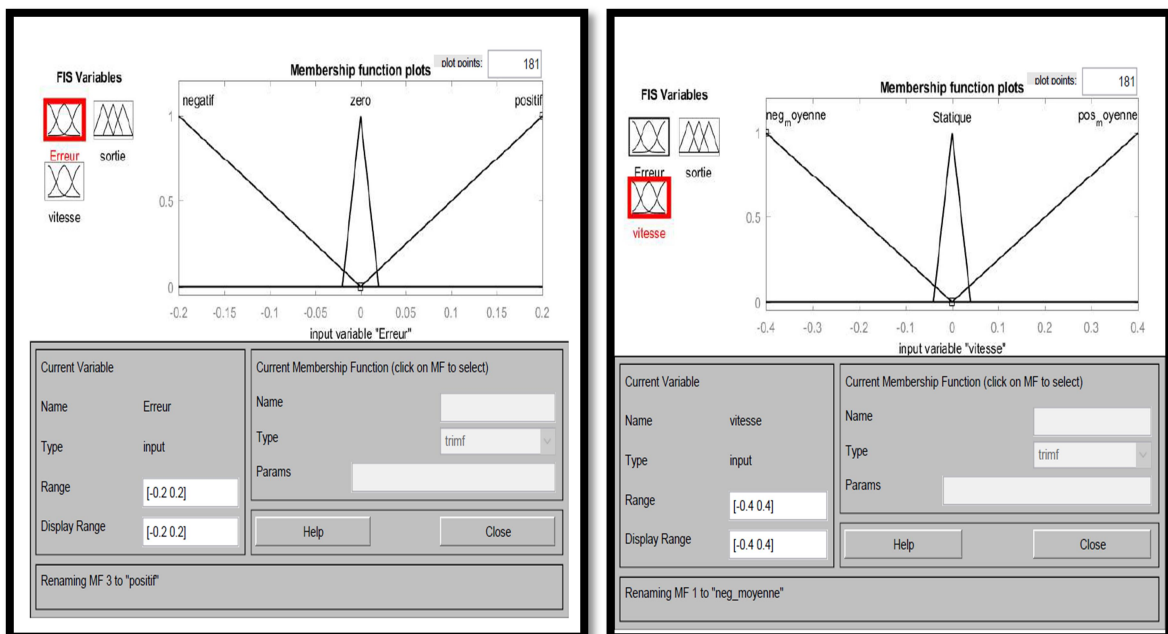 FIS Variables
Erreur
sortie
vitesse
Membership function plots
plot points:
181
negatif
zero
positif
1
0.5
0
-0.2 -0.15 -0.1 -0.05 0 0.05 0.1 0.15 0.2
input variable "Erreur"
Current Variable
Name Erreur
Type input
Range [-0.2 0.2]
Display Range [-0.2 0.2]
Current Membership Function (click on MF to select)
Name
Type trimf
Params
Help Close
Renaming MF 3 to "positif"
FIS Variables
Erreur
sortie
vitesse
Membership function plots
plot points:
181
neg_moyenne
Statique
pos_moyenne
1
0.5
0
-0.4 -0.3 -0.2 -0.1 0 0.1 0.2 0.3 0.4
input variable "vitesse"
Current Variable
Name vitesse
Type input
Range [-0.4 0.4]
Display Range [-0.4 0.4]
Current Membership Function (click on MF to select)
Name
Type trimf
Params
Help Close
Renaming MF 1 to "neg_moyenne"